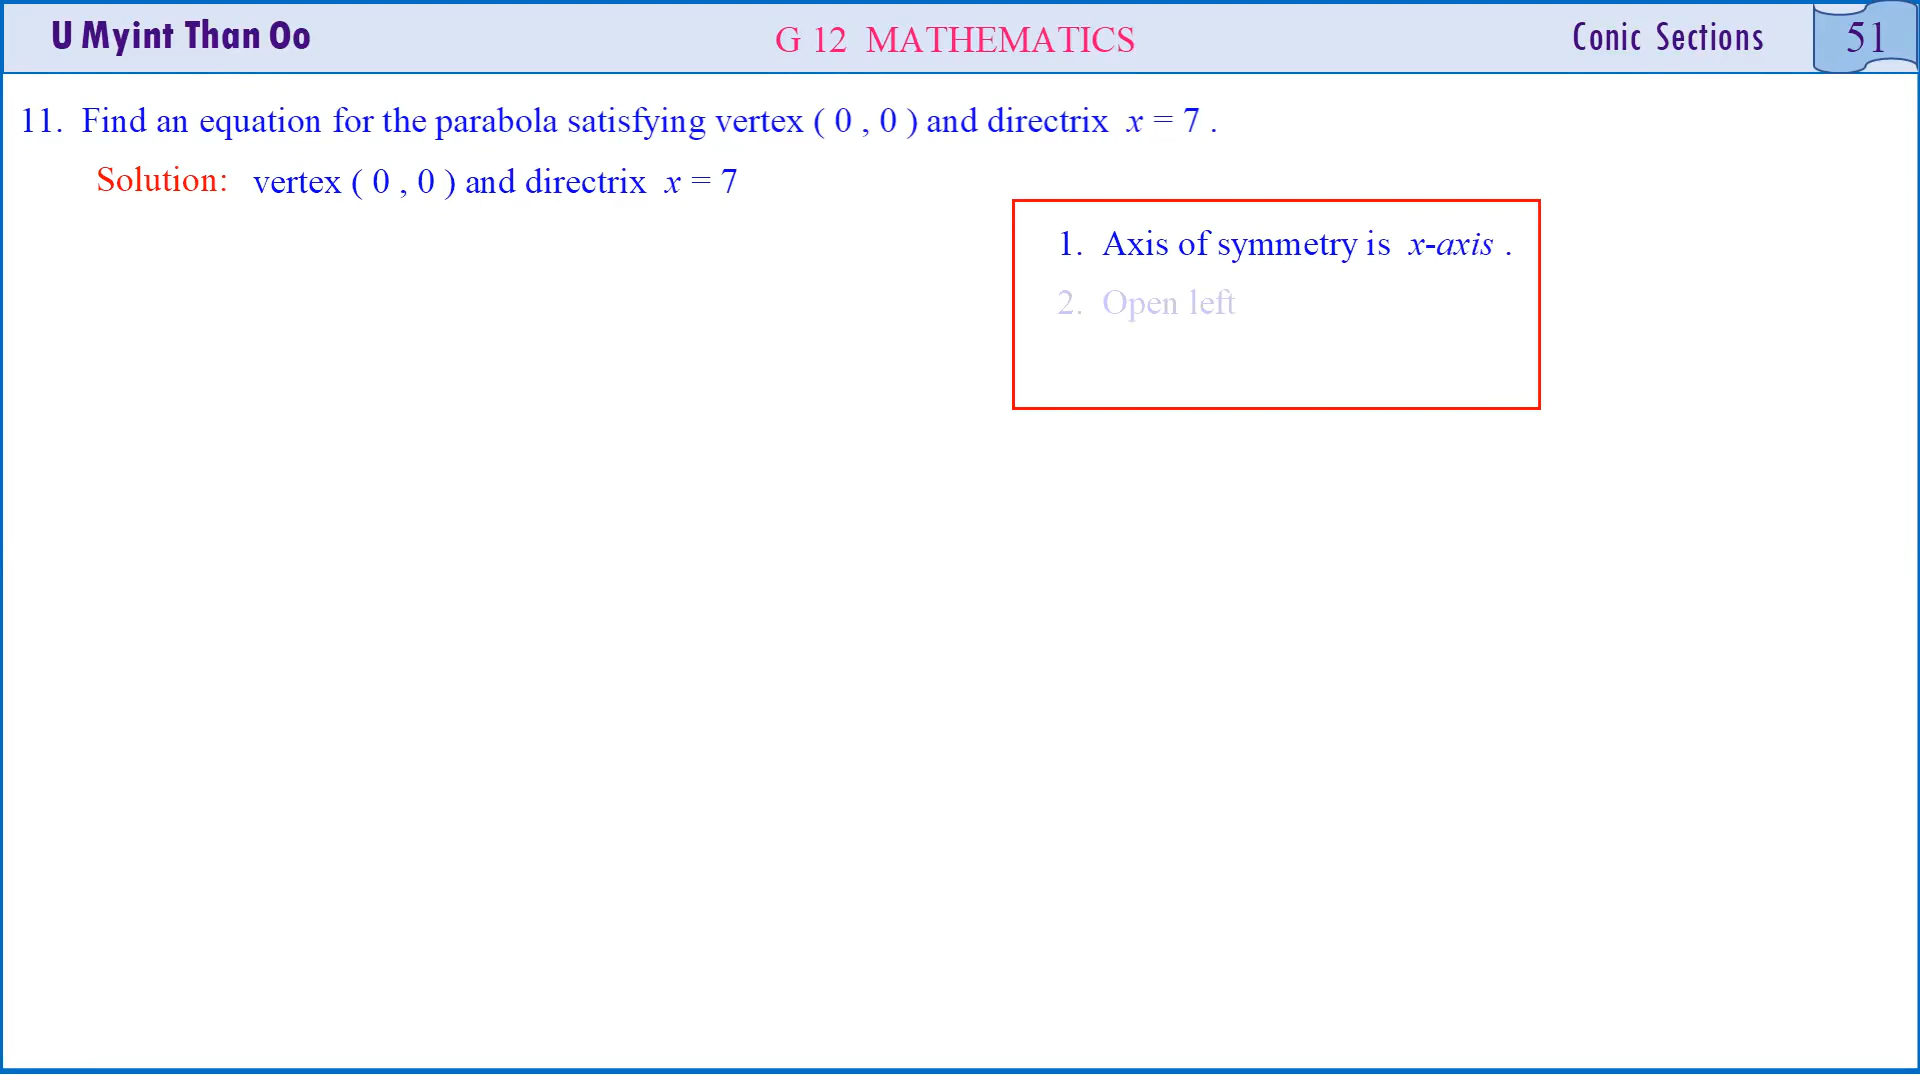 U Myint Than Oo
G 12 MATHEMATICS
Conic Sections
51
11. Find an equation for the parabola satisfying vertex ( 0 , 0 ) and directrix x = 7 .
Solution: vertex ( 0 , 0 ) and directrix x = 7
1. Axis of symmetry is x-axis .
2. Open left